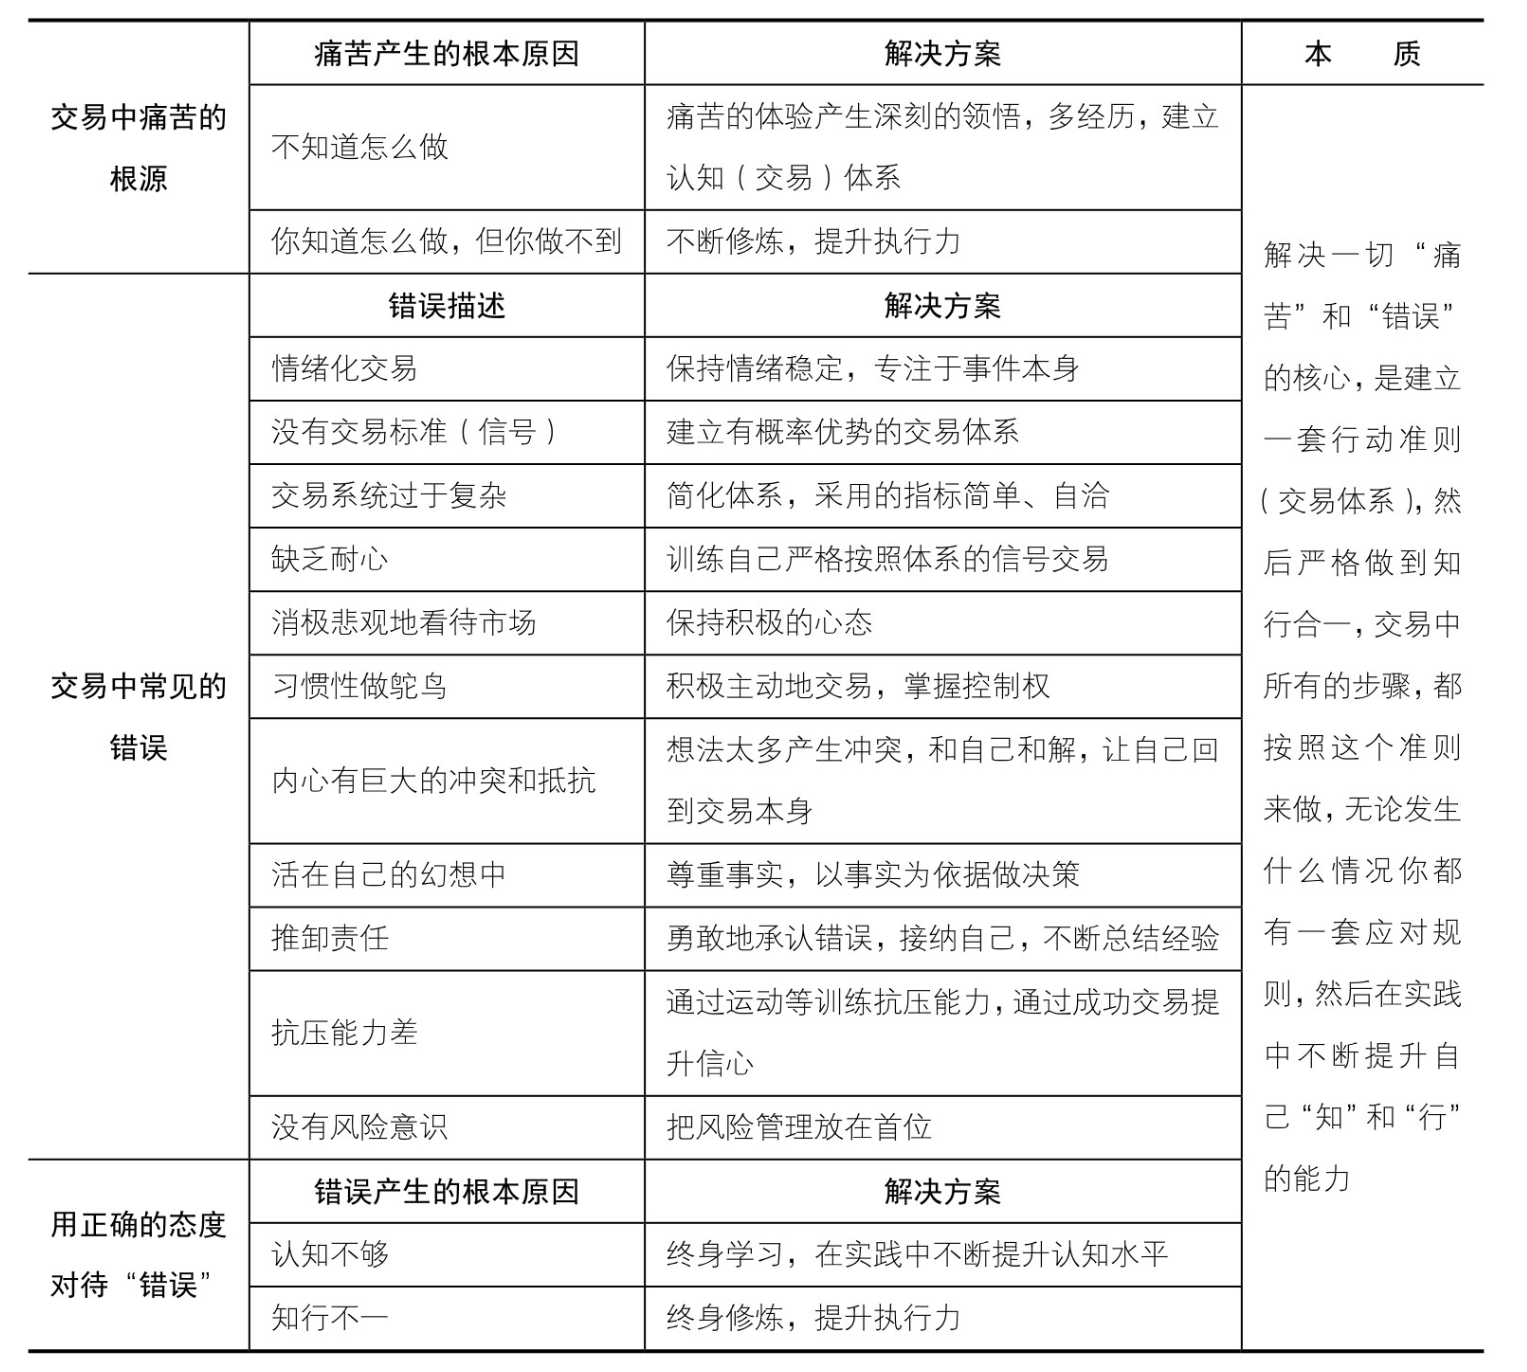 痛苦产生的根本原因
解决方案
本 质
交易中痛苦的
根源
不知道怎么做
痛苦的体验产生深刻的领悟，多经历，建立
认知（交易）体系
你知道怎么做，但你做不到
不断修炼，提升执行力
交易中常见的
错误
错误描述
解决方案
情绪化交易
保持情绪稳定，专注于事件本身
没有交易标准（信号）
建立有概率优势的交易体系
交易系统过于复杂
简化体系，采用的指标简单、自洽
缺乏耐心
训练自己严格按照体系的信号交易
消极悲观地看待市场
保持积极的心态
习惯性做鸵鸟
积极主动地交易，掌握控制权
内心有巨大的冲突和抵抗
想法太多产生冲突，和自己和解，让自己回
到交易本身
活在自己的幻想中
尊重事实，以事实为依据做决策
推卸责任
勇敢地承认错误，接纳自己，不断总结经验
抗压能力差
通过运动等训练抗压能力，通过成功交易提
升信心
没有风险意识
把风险管理放在首位
用正确的态度
对待“错误”
错误产生的根本原因
解决方案
认知不够
终身学习，在实践中不断提升认知水平
知行不一
终身修炼，提升执行力
解决一切“痛
苦”和“错误”
的核心，是建立
一套行动准则
（交易体系），然
后严格做到知
行合一，交易中
所有的步骤，都
按照这个准则
来做，无论发生
什么情况你都
有一套应对规
则，然后在实践
中不断提升自
己“知”和“行”
的能力